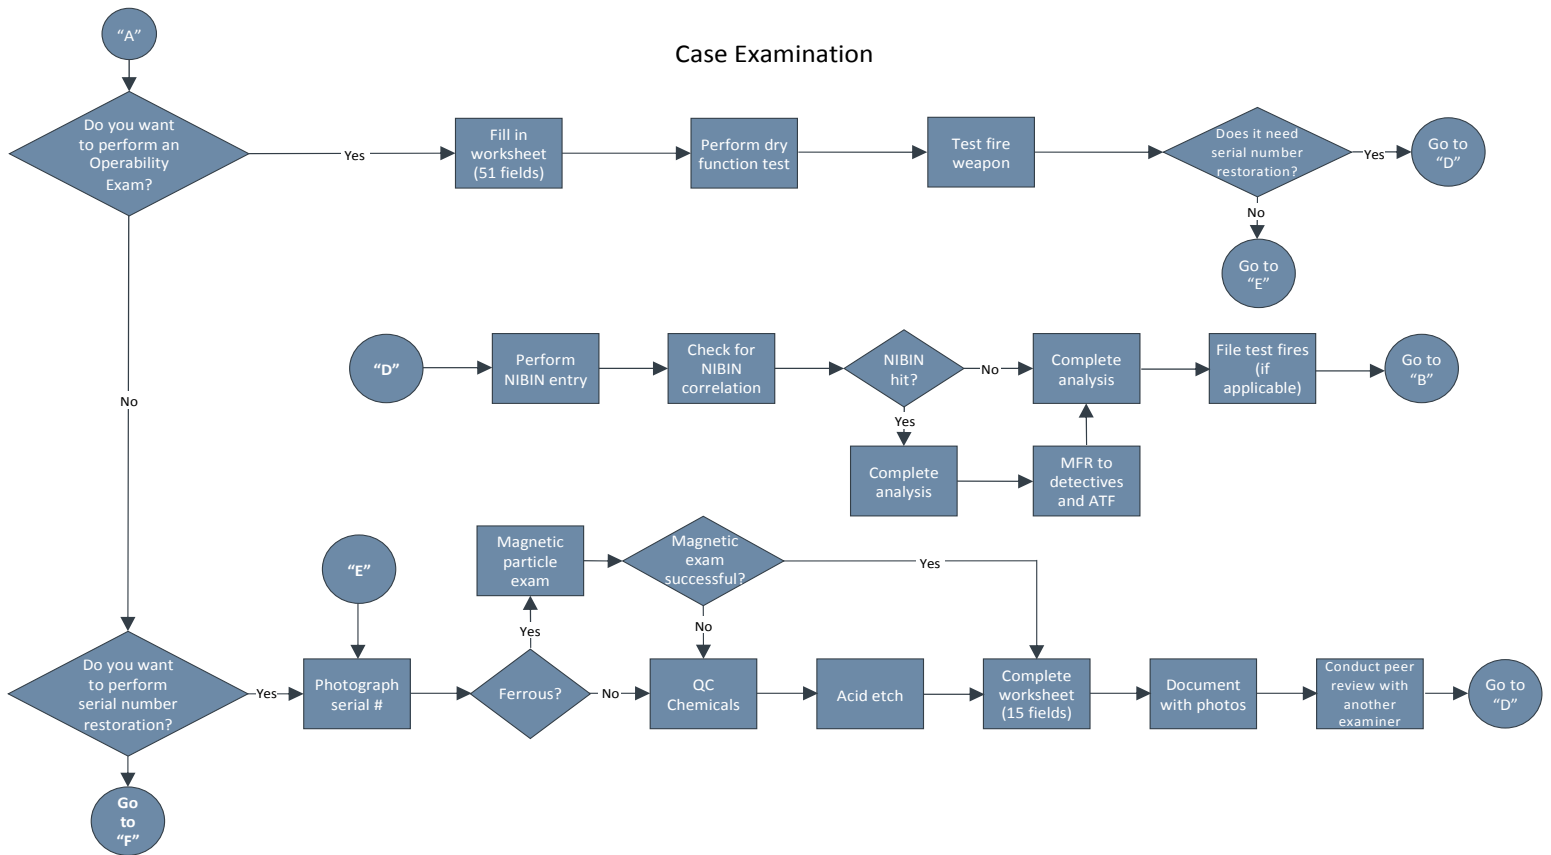 Case Examination
“A”
Do you want
to perform an
Operability
Exam?
Yes
Fill in
worksheet
(51 fields)
Perform dry
function test
Test fire
weapon
Does it need
serial number
restoration?
Yes
Go to
“D”
No
Go to
“E”
No
“D”
Perform
NIBIN entry
Check for
NIBIN
correlation
NIBIN
hit?
No
Complete
analysis
File test fires
(if
applicable)
Go to
“B”
Yes
Complete
analysis
MFR to
detectives
and ATF
“E”
Magnetic
particle
exam
Magnetic
exam
successful?
Yes
Yes
No
Do you want
to perform
serial number
restoration?
Yes
Photograph
serial #
Ferrous?
No
QC
Chemicals
Acid etch
Complete
worksheet
(15 fields)
Document
with photos
Conduct peer
review with
another
examiner
Go to
“D”
Go
to
“F”